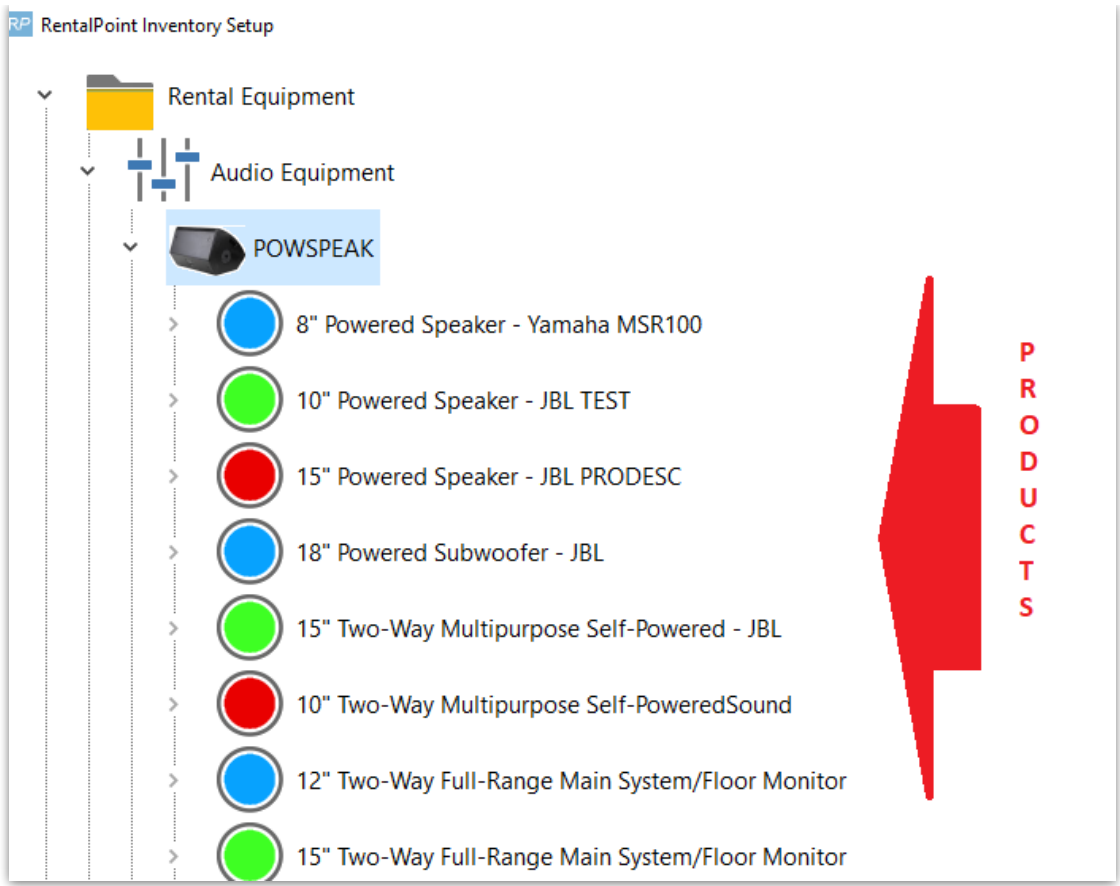 RP RentalPoint Inventory Setup
Rental Equipment
Audio Equipment
POWSPEAK
8" Powered Speaker - Yamaha MSR100
10" Powered Speaker - JBL TEST
15" Powered Speaker - JBL PRODESC
18" Powered Subwoofer - JBL
15" Two-Way Multipurpose Self-Powered - JBL
10" Two-Way Multipurpose Self-PoweredSound
12" Two-Way Full-Range Main System/Floor Monitor
15" Two-Way Full-Range Main System/Floor Monitor
PRODUCTS